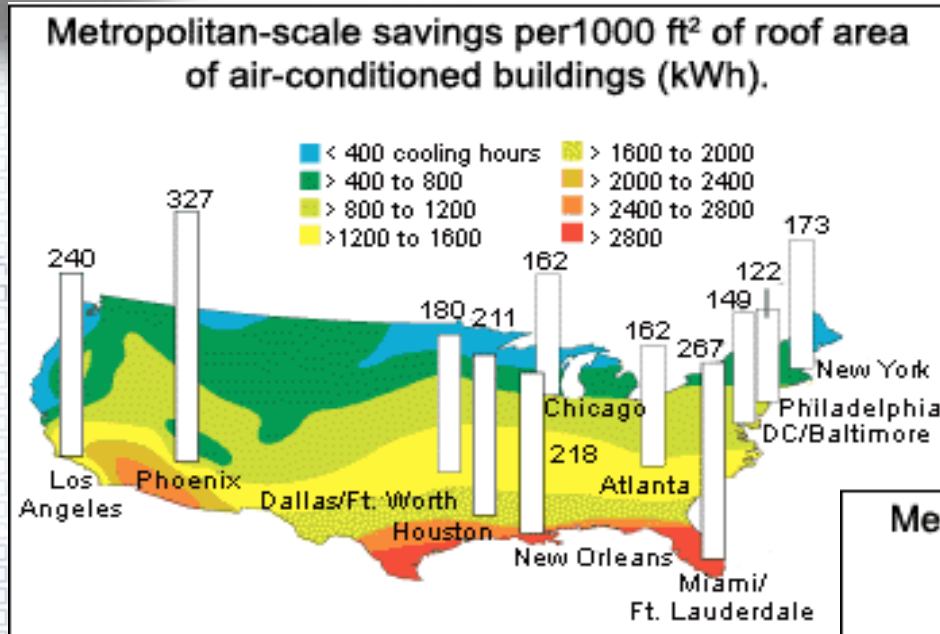 Metropolitan-scale savings per1000 ft² of roof area
of air-conditioned buildings (kWh).
< 400 cooling hours
> 400 to 800
> 800 to 1200
>1200 to 1600
> 1600 to 2000
> 2000 to 2400
> 2400 to 2800
> 2800
240
Los
Angeles
327
Phoenix
180
Dallas/Ft. Worth
211
Houston
162
Chicago
218
New Orleans
162
Atlanta
267
Miami/
Ft. Lauderdale
149
DC/Baltimore
122
Philadelphia
173
New York
Me